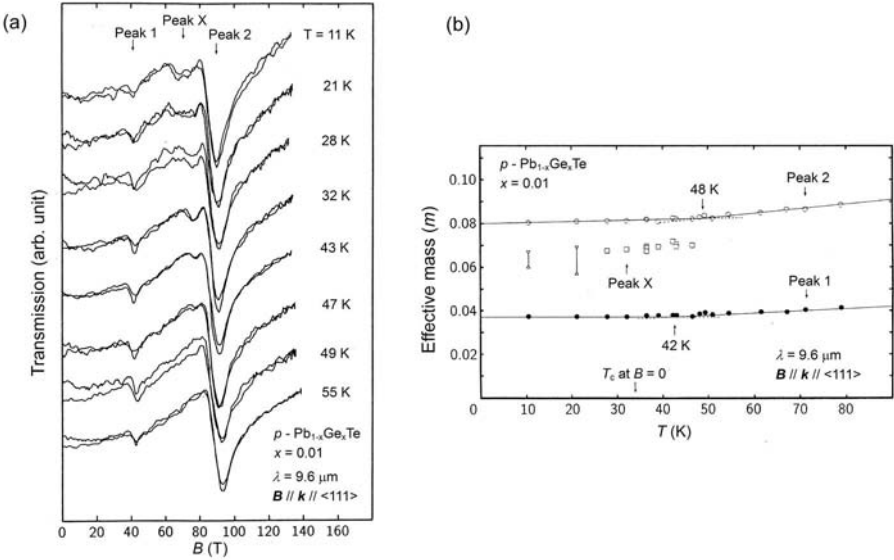 (a)
Peak 1
Peak X
Peak 2
T = 11 K
21 K
28 K
32 K
43 K
47 K
49 K
55 K
Transmission (arb. unit)
p - Pb1-xGexTe
x = 0.01
λ = 9.6 μm
B // k // <111>
0 20 40 60 80 100 120 140 160
B (T)
(b)
p - Pb1-xGexTe
x = 0.01
0.10
0.08
0.06
0.04
0.02
Effective mass (m)
48 K
Peak 2
Peak X
Peak 1
42 K
Tc at B = 0
λ = 9.6 μm
B // k // <111>
0 10 20 30 40 50 60 70 80
T (K)